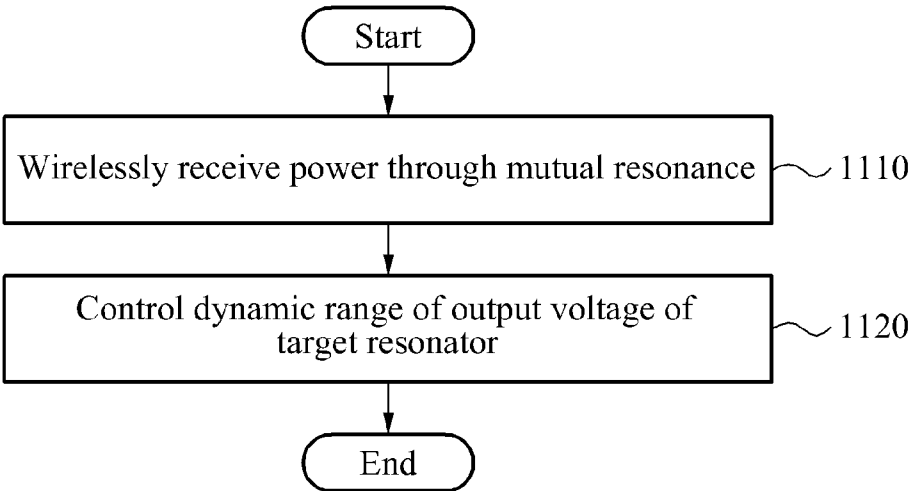 Start
Wirelessly receive power through mutual resonance
1110
Control dynamic range of output voltage of
target resonator
1120
End